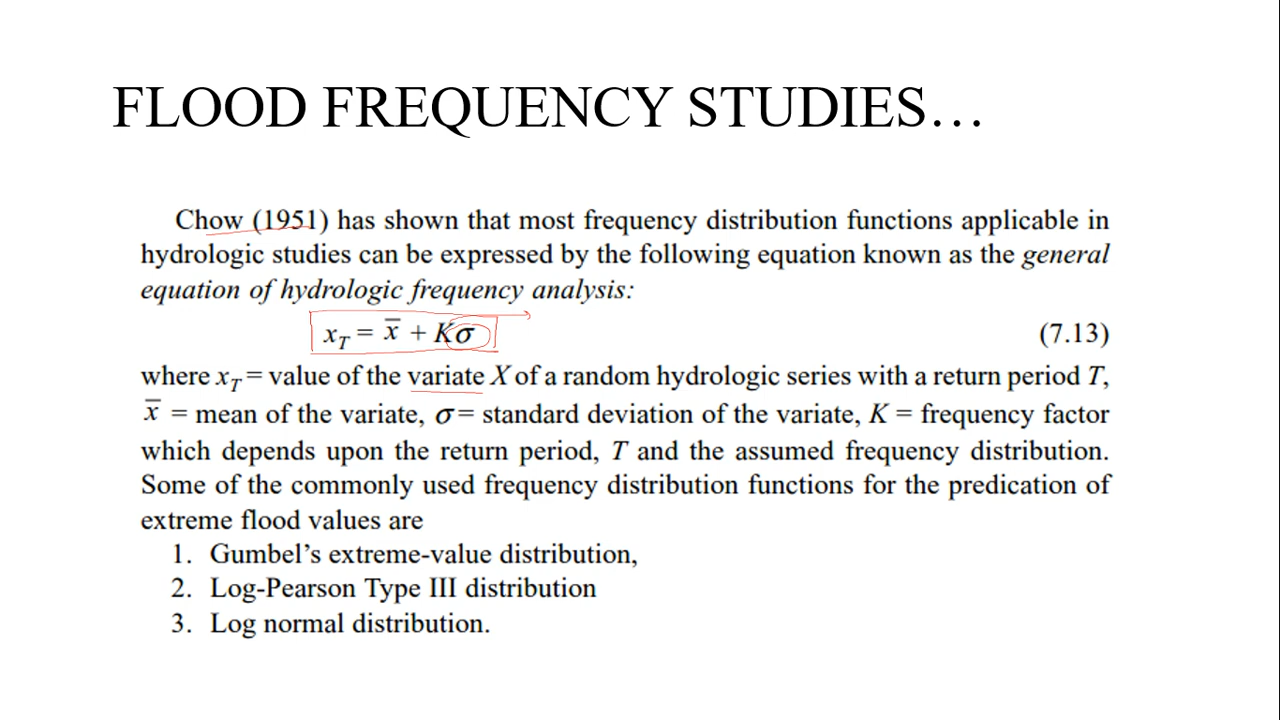 FLOOD FREQUENCY STUDIES…
Chow (1951) has shown that most frequency distribution functions applicable in
hydrologic studies can be expressed by the following equation known as the general
equation of hydrologic frequency analysis:
x_T = x̅ + Kσ (7.13)
where x_T = value of the variate X of a random hydrologic series with a return period T,
x̅ = mean of the variate, σ = standard deviation of the variate, K = frequency factor
which depends upon the return period, T and the assumed frequency distribution.
Some of the commonly used frequency distribution functions for the predication of
extreme flood values are
1. Gumbel’s extreme-value distribution,
2. Log-Pearson Type III distribution
3. Log normal distribution.